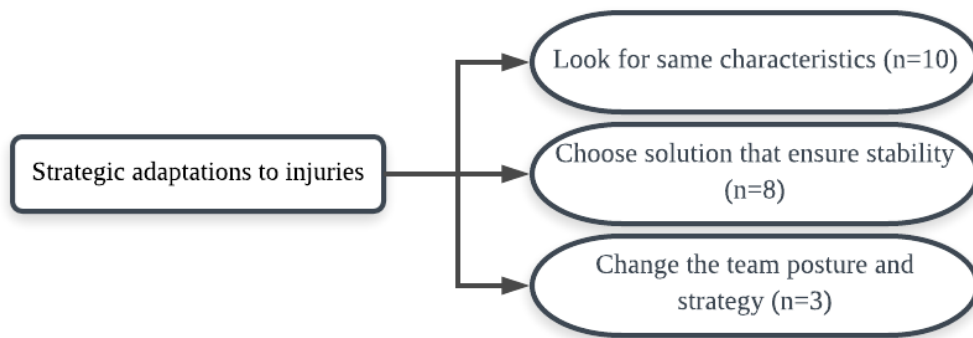 Look for same characteristics (n=10)
Strategic adaptations to injuries
Choose solution that ensure stability
(n=8)
Change the team posture and
strategy (n=3)